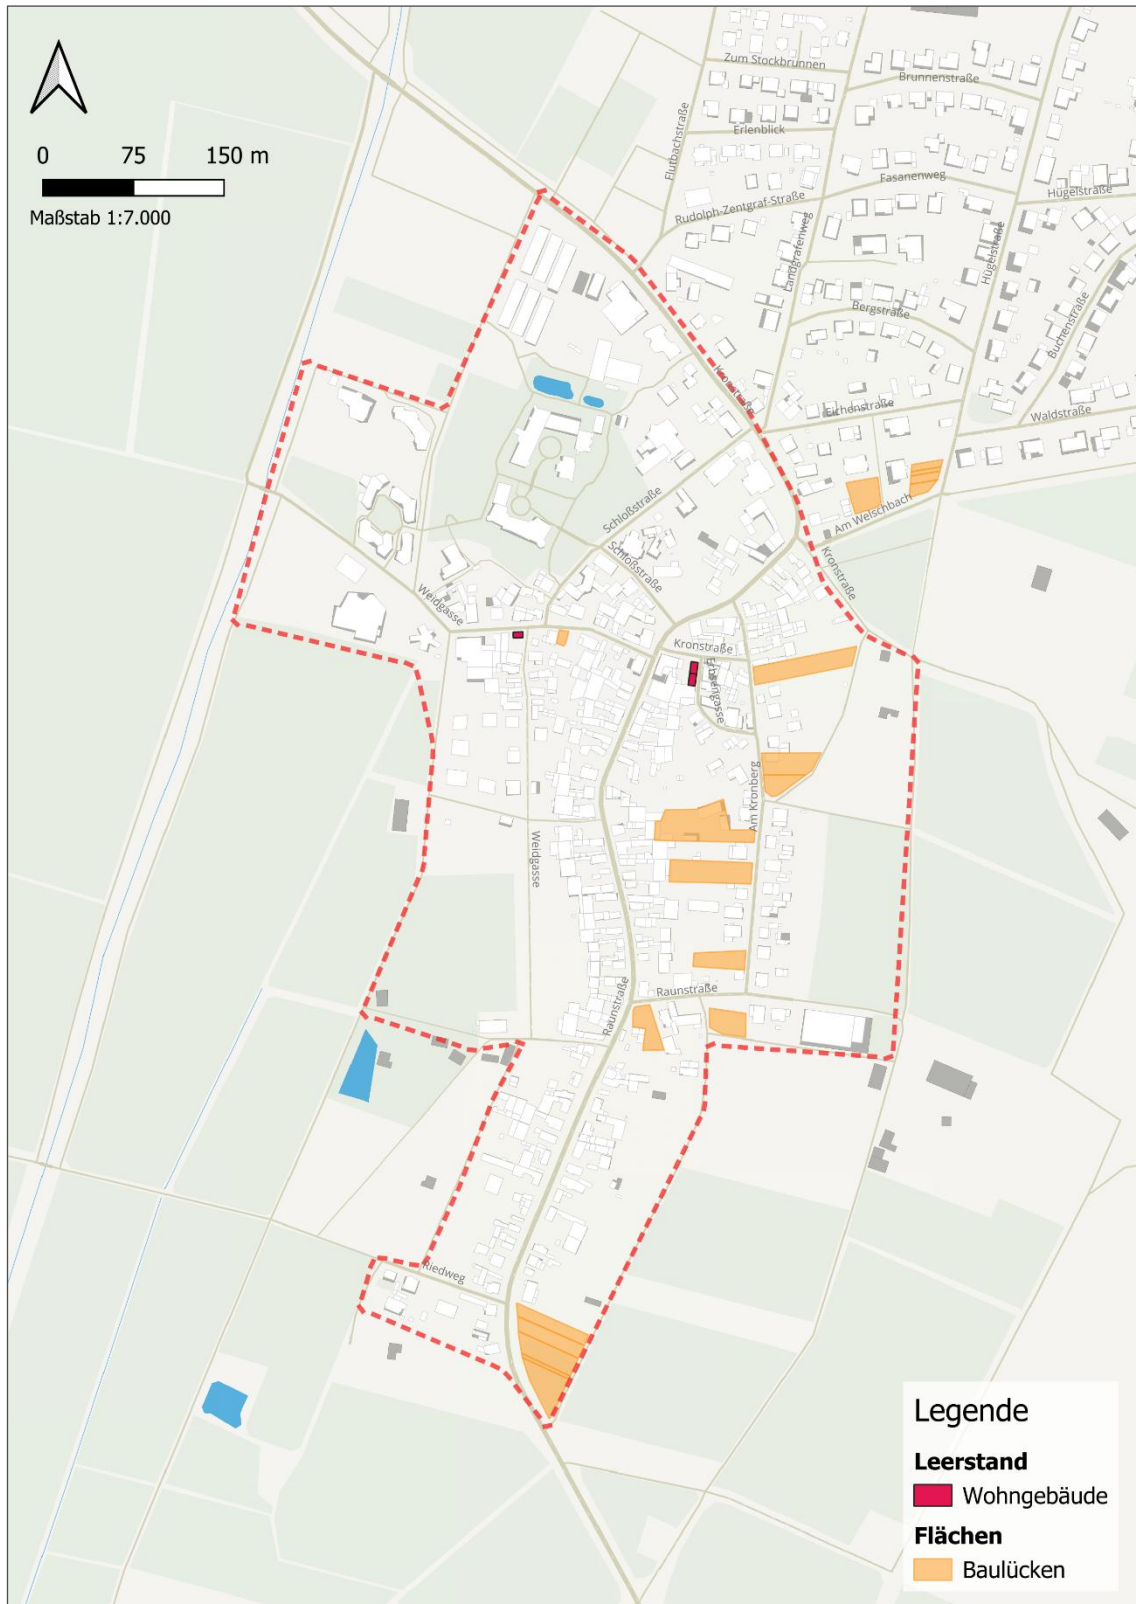 Zum Stockbrunnen
Brunnenstraße
Erlenblick
Flutbachstraße
0 75 150 m
Maßstab 1:7.000
Fasanenweg
Hügelstraße
Rudolph-Zentgraf-Straße
Landgrafenweg
Hügelstraße
Bergstraße
Buchenstraße
Kronstraße
Eichenstraße
Waldstraße
Schloßstraße
Am Welschbach
Schloßstraße
Kronstraße
Weidgasse
Kronstraße
Am Kronberg
Weidgasse
Raunstraße
Raunstraße
Riedweg
Legende
Leerstand
Wohngebäude
Flächen
Baulücken